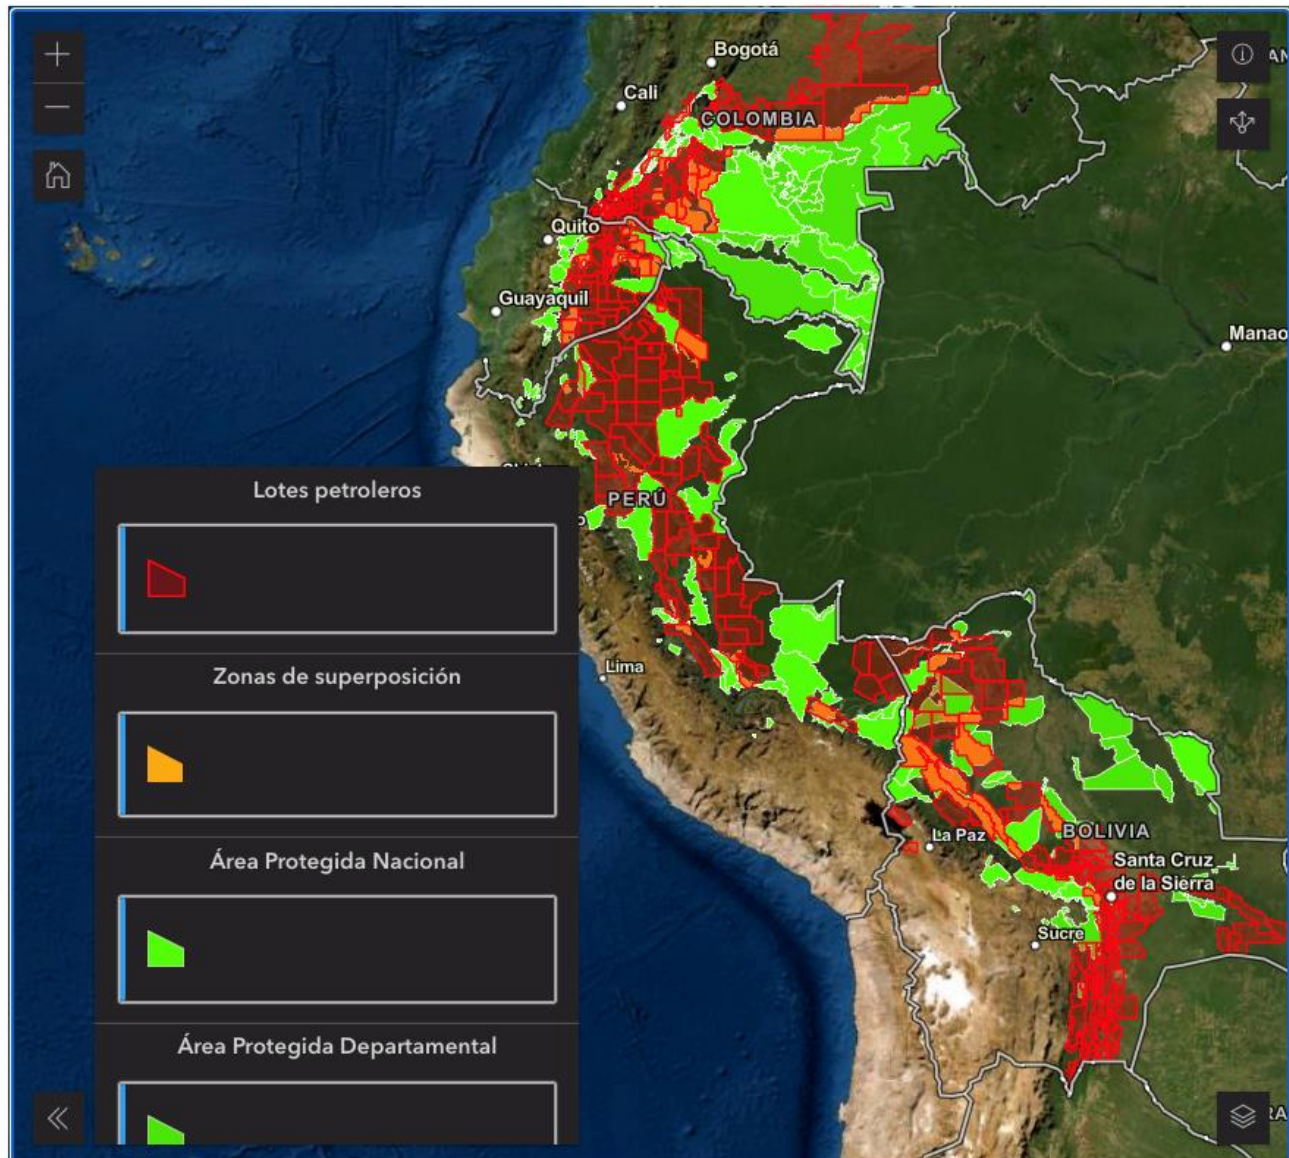 Bogotá
Cali
COLOMBIA
Quito
Guayaquil
Manao
PERÚ
Lotes petroleros
Zonas de superposición
Lima
Área Protegida Nacional
La Paz
BOLIVIA
Santa Cruz
de la Sierra
Sucre
Área Protegida Departamental